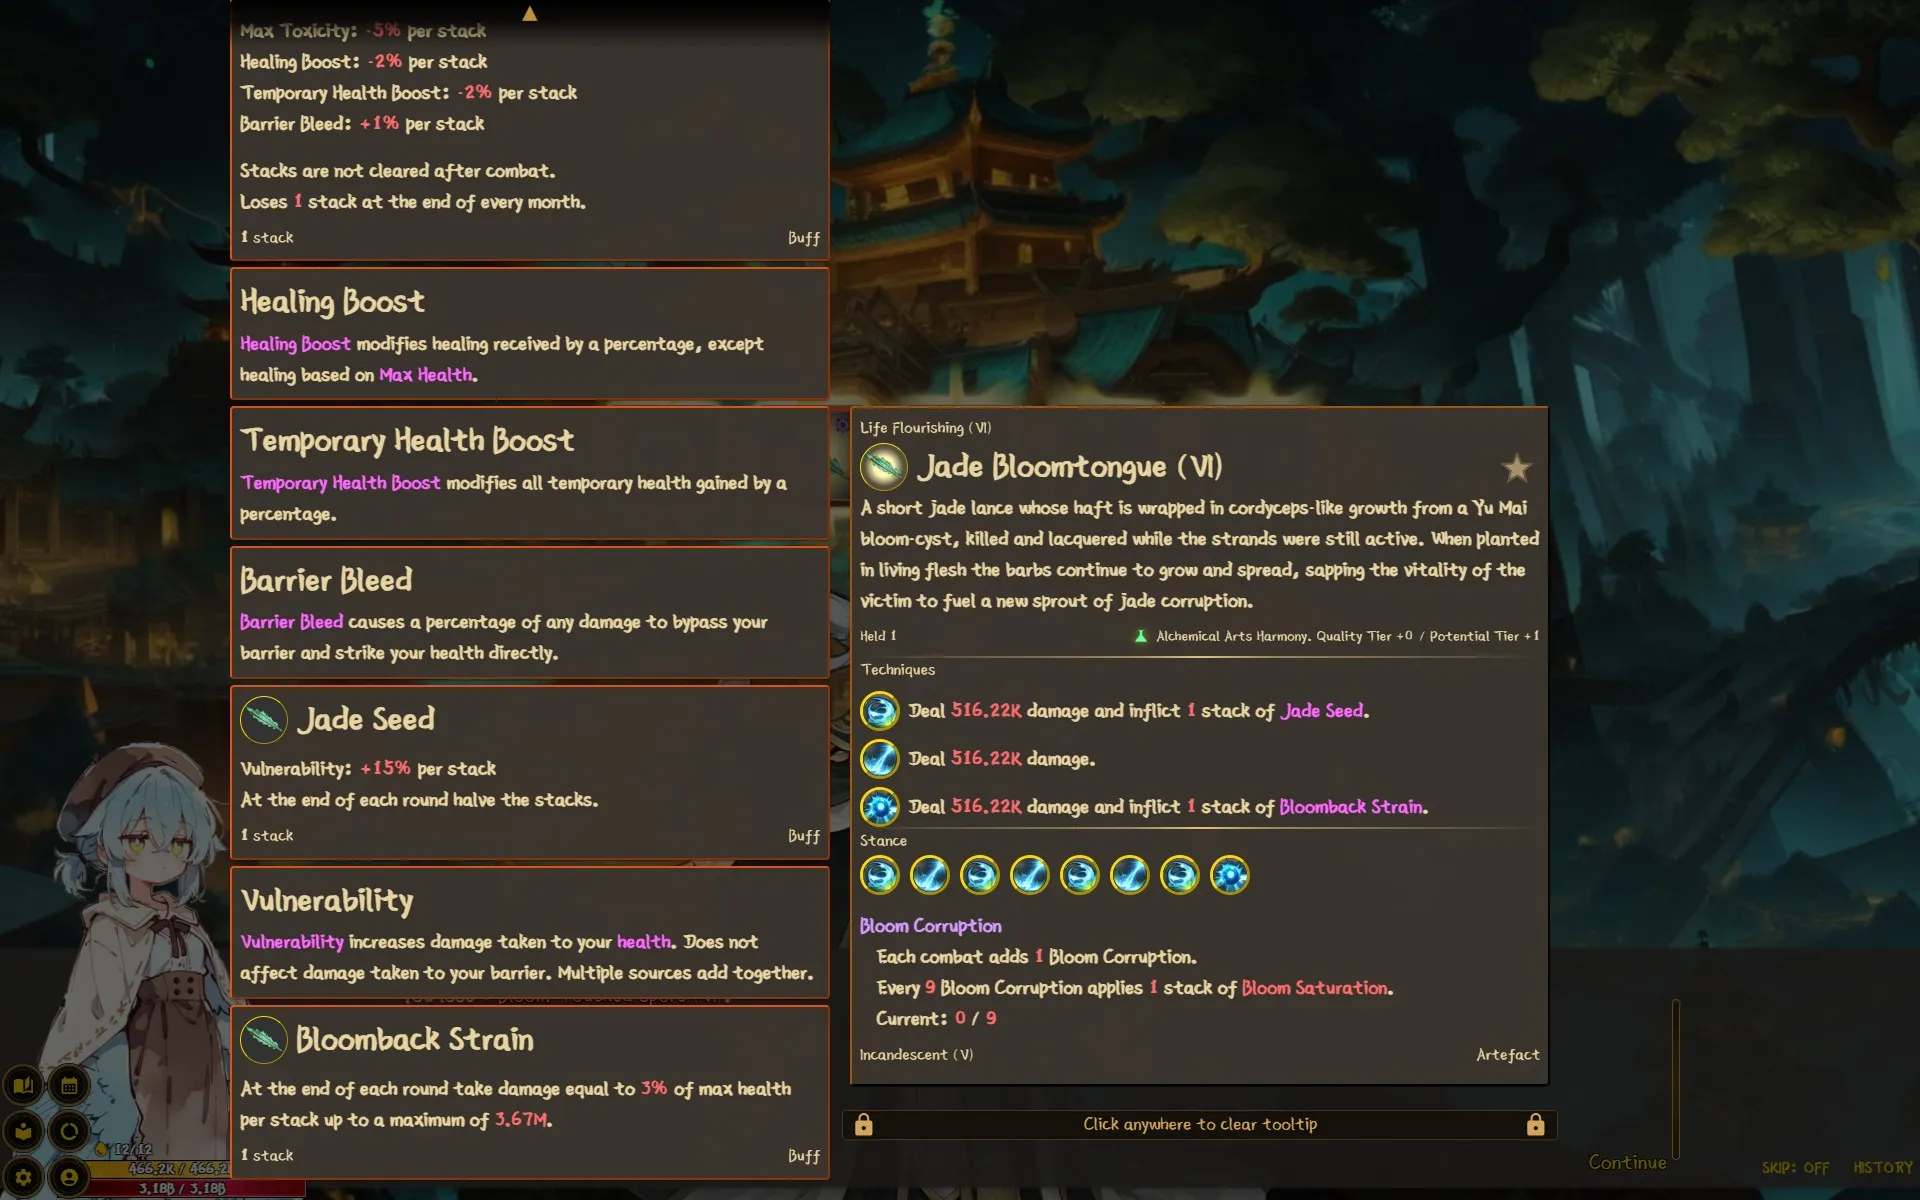 Max Toxicity: -5% per stack
Healing Boost: -2% per stack
Temporary Health Boost: -2% per stack
Barrier Bleed: +1% per stack
Stacks are not cleared after combat.
Loses 1 stack at the end of every month.
1 stack
Buff
Healing Boost
Healing Boost modifies healing received by a percentage, except
healing based on Max Health.
Temporary Health Boost
Temporary Health Boost modifies all temporary health gained by a
percentage.
Barrier Bleed
Barrier Bleed causes a percentage of any damage to bypass your
barrier and strike your health directly.
Jade Seed
Vulnerability: +15% per stack
At the end of each round halve the stacks.
1 stack
Buff
Vulnerability
Vulnerability increases damage taken to your health. Does not
affect damage taken to your barrier. Multiple sources add together.
Bloomback Strain
At the end of each round take damage equal to 3% of max health
per stack up to a maximum of 3.67M.
1 stack
Buff
Life Flourishing (VI)
Jade Bloomtongue (VI)
A short jade lance whose haft is wrapped in cordyceps-like growth from a Yu Mai
bloom-cyst, killed and lacquered while the strands were still active. When planted
in living flesh the barbs continue to grow and spread, sapping the vitality of the
victim to fuel a new sprout of jade corruption.
Held 1
Alchemical Arts Harmony. Quality Tier +0 / Potential Tier +1
Techniques
Deal 516.22K damage and inflict 1 stack of Jade Seed.
Deal 516.22K damage.
Deal 516.22K damage and inflict 1 stack of Bloomback Strain.
Stance
Bloom Corruption
Each combat adds 1 Bloom Corruption.
Every 9 Bloom Corruption applies 1 stack of Bloom Saturation.
Current: 0 / 9
Incandescent (V)
Artefact
Click anywhere to clear tooltip
12/12
466.2K / 466.2
3.18B / 3.18B
Continue
SKIP: OFF
HISTORY